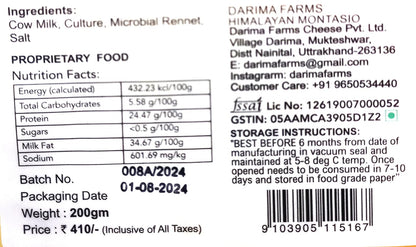 Ingredients:
Cow Milk, Culture, Microbial Rennet,
Salt
PROPRIETARY FOOD
Nutrition Facts:
Energy (calculated) 432.23 kcl/100g
Total Carbohydrates 5.58 g/100g
Protein 24.47 g/100g
Sugars <0.5 g/100g
Milk Fat 34.67 g/100g
Sodium 601.69 mg/100g
Batch No. 008A/2024
Packaging Date 01-08-2024
Weight : 200gm
Price : ₹ 410/- (Inclusive of All Taxes)
DARIMA FARMS
HIMALAYAN MONTASIO
Darima Farms Cheese Pvt. Ltd.
Village Darima, Mukteshwar,
Distt Nainital, Uttrakhand-263136
E: darimafarms@gmail.com
Instagrarm: darimafarms
Customer Care: +91 9650534440
fssai Lic No: 12619007000052
GSTIN: 05AAMCA3905D1Z2
STORAGE INSTRUCTIONS:
"BEST BEFORE 6 months from date of
manufacturing in vacuum seal and
maintained at 5-8 deg C temp. Once
opened needs to be consumed in 7-10
days and stored in food grade paper"
9 103905 115167